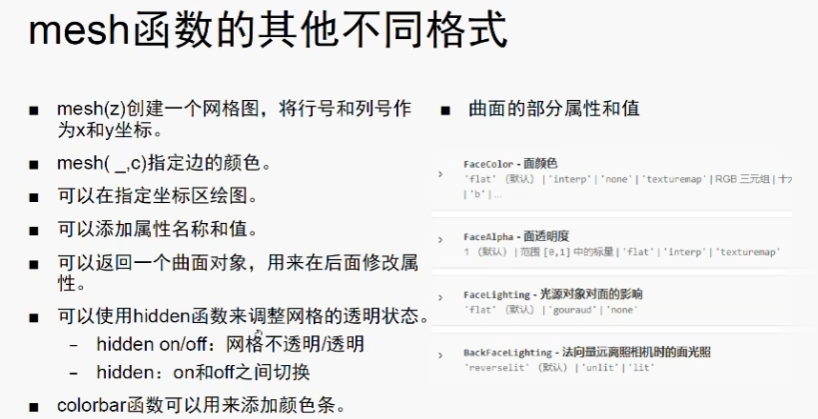 mesh函数的其他不同格式
■ mesh(z)创建一个网格图，将行号和列号作
为x和y坐标。
■ mesh( _,c)指定边的颜色。
■ 可以在指定坐标区绘图。
■ 可以添加属性名称和值。
■ 可以返回一个曲面对象，用来在后面修改属
性。
■ 可以使用hidden函数来调整网格的透明状态。
– hidden on/off：网格不透明/透明
– hidden：on和off之间切换
■ colorbar函数可以用来添加颜色条。
■ 曲面的部分属性和值
FaceColor - 面颜色
'flat' （默认）| 'interp' | 'none' | 'texturemap' | RGB 三元组 | 十
| 'b' | ...
FaceAlpha - 面透明度
1 （默认）| 范围 [0,1] 中的标量 | 'flat' | 'interp' | 'texturemap'
FaceLighting - 光源对象对面的影响
'flat' （默认）| 'gouraud' | 'none'
BackFaceLighting - 法向量远离照相机时的面光照
'reverselit' （默认）| 'unlit' | 'lit'